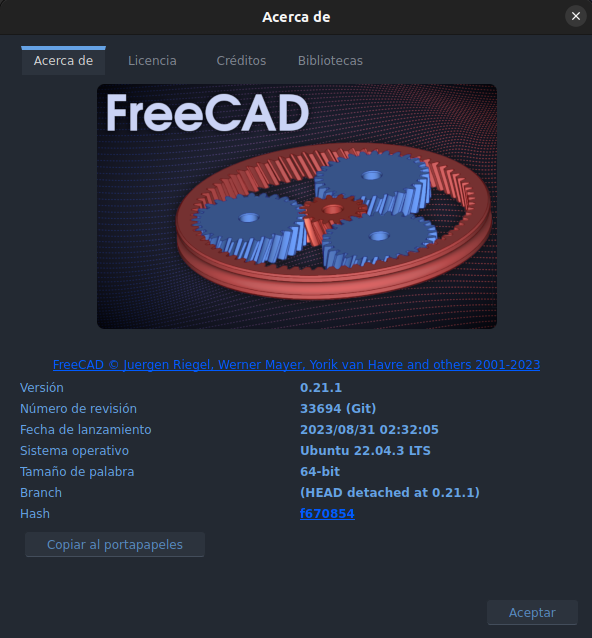 Acerca de
Acerca de Licencia Créditos Bibliotecas
FreeCAD
FreeCAD © Juergen Riegel, Werner Mayer, Yorik van Havre and others 2001-2023
Versión 0.21.1
Número de revisión 33694 (Git)
Fecha de lanzamiento 2023/08/31 02:32:05
Sistema operativo Ubuntu 22.04.3 LTS
Tamaño de palabra 64-bit
Branch (HEAD detached at 0.21.1)
Hash f670854
Copiar al portapapeles
Aceptar